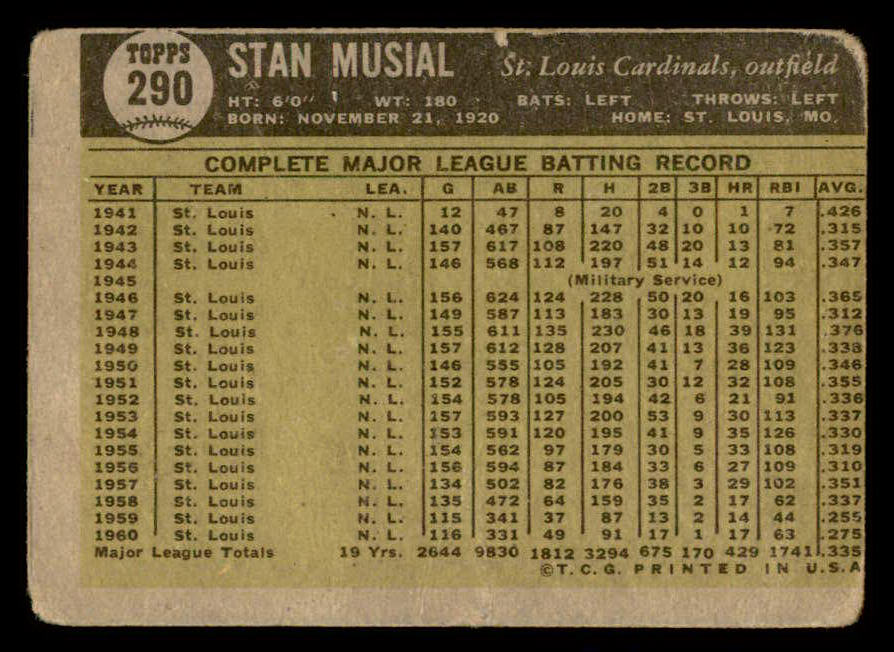 TOPPS
290
STAN MUSIAL St. Louis Cardinals, outfield
HT: 6'0" WT: 180 BATS: LEFT THROWS: LEFT
BORN: NOVEMBER 21, 1920 HOME: ST. LOUIS, MO.
COMPLETE MAJOR LEAGUE BATTING RECORD
YEAR TEAM LEA. G AB R H 2B 3B HR RBI AVG.
1941 St. Louis N. L. 12 47 8 20 4 0 1 7 .426
1942 St. Louis N. L. 140 467 87 147 32 10 10 72 .315
1943 St. Louis N. L. 157 617 108 220 48 20 13 81 .357
1944 St. Louis N. L. 146 568 112 197 51 14 12 94 .347
1945 (Military Service)
1946 St. Louis N. L. 156 624 124 228 50 20 16 103 .365
1947 St. Louis N. L. 149 587 113 183 30 13 19 95 .312
1948 St. Louis N. L. 155 611 135 230 46 18 39 131 .376
1949 St. Louis N. L. 157 612 128 207 41 13 36 123 .338
1950 St. Louis N. L. 146 555 105 192 41 7 28 109 .346
1951 St. Louis N. L. 152 578 124 205 30 12 32 108 .355
1952 St. Louis N. L. 154 578 105 194 42 6 21 91 .336
1953 St. Louis N. L. 157 593 127 200 53 9 30 113 .337
1954 St. Louis N. L. 153 591 120 195 41 9 35 126 .330
1955 St. Louis N. L. 154 562 97 179 30 5 33 108 .319
1956 St. Louis N. L. 156 594 87 184 33 6 27 109 .310
1957 St. Louis N. L. 134 502 82 176 38 3 29 102 .351
1958 St. Louis N. L. 135 472 64 159 35 2 17 62 .337
1959 St. Louis N. L. 115 341 37 87 13 2 14 44 .255
1960 St. Louis N. L. 116 331 49 91 17 1 17 63 .275
Major League Totals 19 Yrs. 2644 9830 1812 3294 675 170 429 1741 .335
©T.C.G. PRINTED IN U.S.A